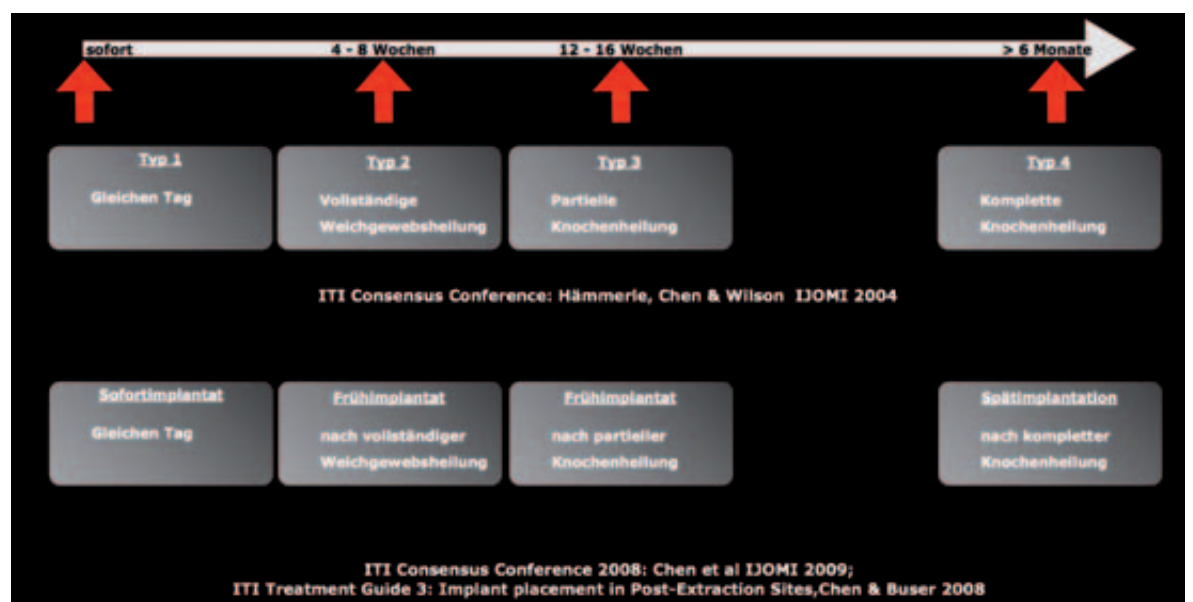 sofort 4 - 8 Wochen 12 - 16 Wochen > 6 Monate
Typ 1
Gleichen Tag
Typ 2
Vollständige
Weichgewebsheilung
Typ 3
Partielle
Knochenheilung
Typ 4
Komplette
Knochenheilung
ITI Consensus Conference: Hämmerle, Chen & Wilson IJOMI 2004
Sofortimplantat
Gleichen Tag
Frühimplantat
nach vollständiger
Weichgewebsheilung
Frühimplantat
nach partieller
Knochenheilung
Spätimplantation
nach kompletter
Knochenheilung
ITI Consensus Conference 2008: Chen et al IJOMI 2009;
ITI Treatment Guide 3: Implant placement in Post-Extraction Sites,Chen & Buser 2008